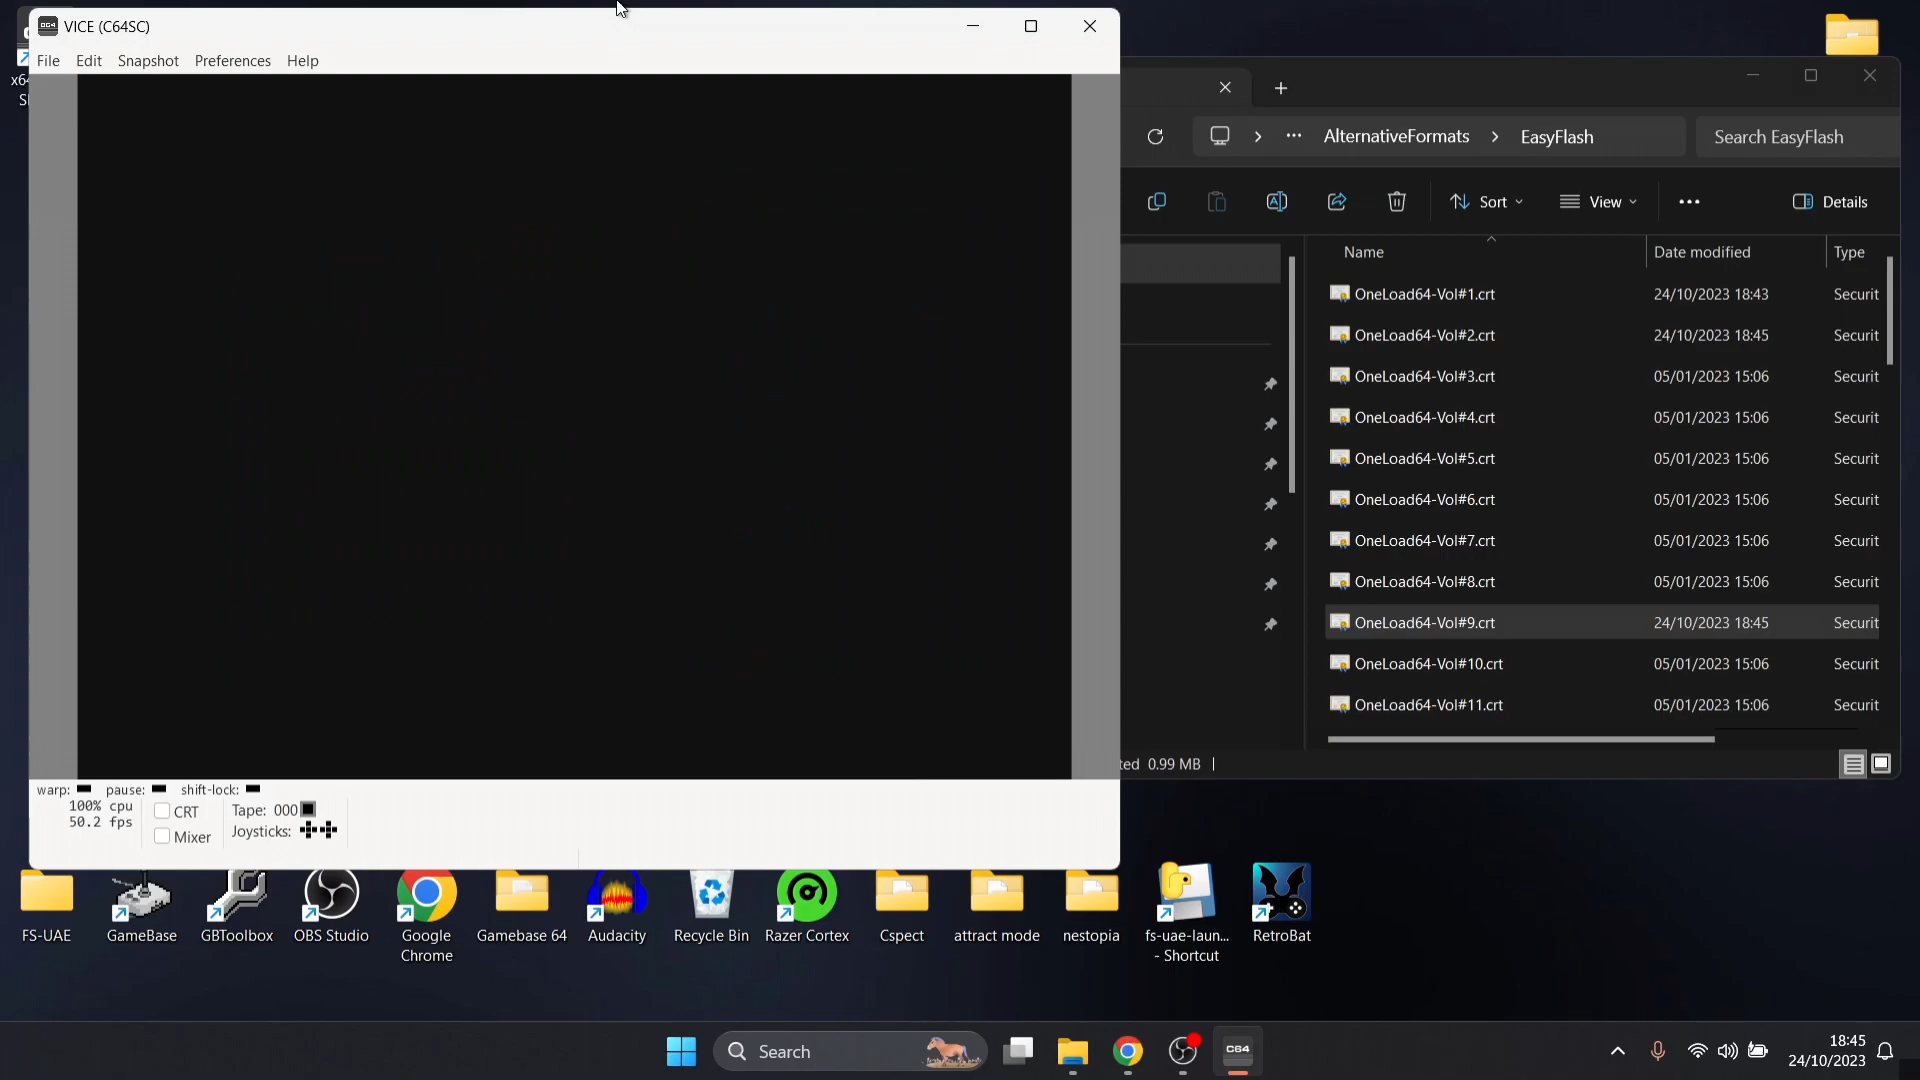 VICE (C64SC)
File Edit Snapshot Preferences Help
AlternativeFormats EasyFlash
Search EasyFlash
Sort View Details
Name Date modified Type
OneLoad64-Vol#1.crt 24/10/2023 18:43 Securit
OneLoad64-Vol#2.crt 24/10/2023 18:45 Securit
OneLoad64-Vol#3.crt 05/01/2023 15:06 Securit
OneLoad64-Vol#4.crt 05/01/2023 15:06 Securit
OneLoad64-Vol#5.crt 05/01/2023 15:06 Securit
OneLoad64-Vol#6.crt 05/01/2023 15:06 Securit
OneLoad64-Vol#7.crt 05/01/2023 15:06 Securit
OneLoad64-Vol#8.crt 05/01/2023 15:06 Securit
OneLoad64-Vol#9.crt 24/10/2023 18:45 Securit
OneLoad64-Vol#10.crt 05/01/2023 15:06 Securit
OneLoad64-Vol#11.crt 05/01/2023 15:06 Securit
ted 0.99 MB
warp: pause: shift-lock:
100% cpu
50.2 fps
CRT
Mixer
Tape: 000
Joysticks:
FS-UAE
GameBase
GBToolbox
OBS Studio
Google
Chrome
Gamebase 64
Audacity
Recycle Bin
Razer Cortex
Cspect
attract mode
nestopia
fs-uae-laun...
- Shortcut
RetroBat
Search
C64
18:45
24/10/2023